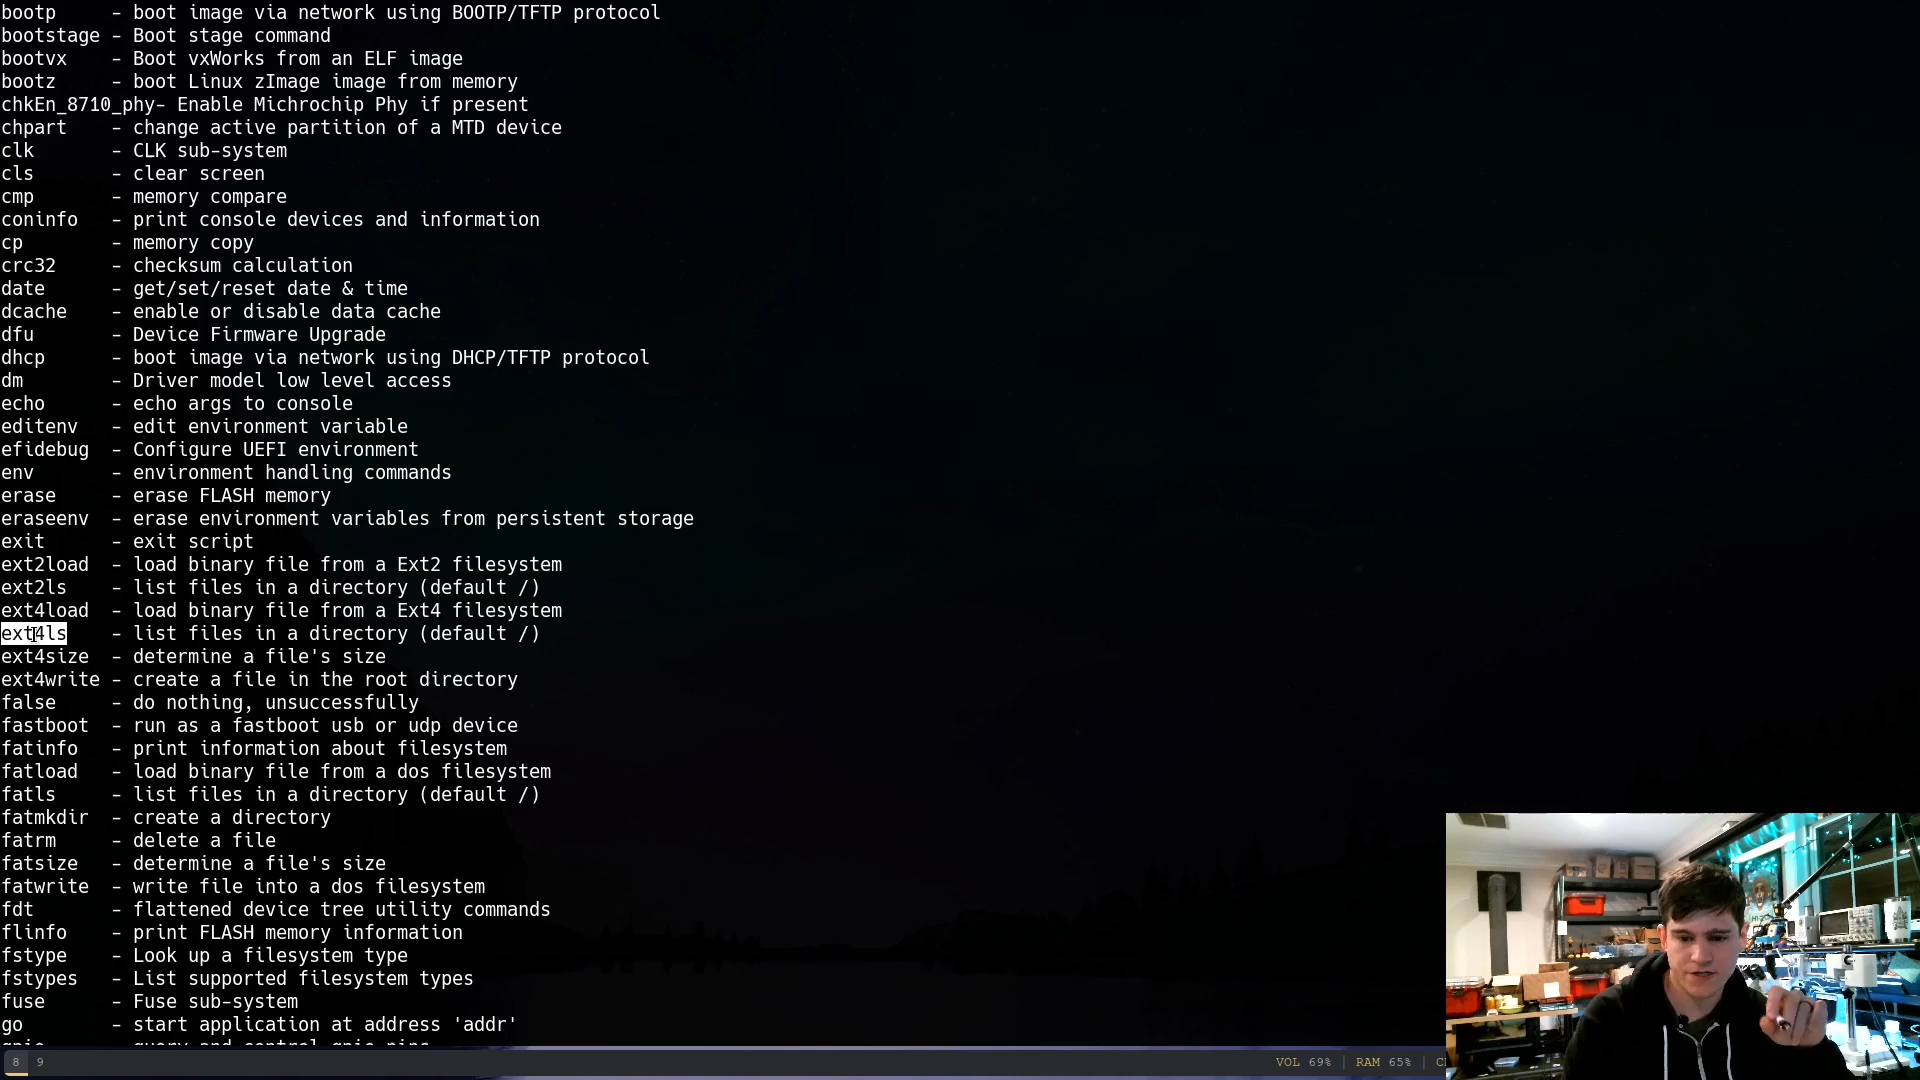 bootp     - boot image via network using BOOTP/TFTP protocol
bootstage - Boot stage command
bootvx    - Boot vxWorks from an ELF image
bootz     - boot Linux zImage image from memory
chkEn_8710_phy- Enable Michrochip Phy if present
chpart    - change active partition of a MTD device
clk       - CLK sub-system
cls       - clear screen
cmp       - memory compare
coninfo   - print console devices and information
cp        - memory copy
crc32     - checksum calculation
date      - get/set/reset date & time
dcache    - enable or disable data cache
dfu       - Device Firmware Upgrade
dhcp      - boot image via network using DHCP/TFTP protocol
dm        - Driver model low level access
echo      - echo args to console
editenv   - edit environment variable
efidebug  - Configure UEFI environment
env       - environment handling commands
erase     - erase FLASH memory
eraseenv  - erase environment variables from persistent storage
exit      - exit script
ext2load  - load binary file from a Ext2 filesystem
ext2ls    - list files in a directory (default /)
ext4load  - load binary file from a Ext4 filesystem
ext4ls    - list files in a directory (default /)
ext4size  - determine a file's size
ext4write - create a file in the root directory
false     - do nothing, unsuccessfully
fastboot  - run as a fastboot usb or udp device
fatinfo   - print information about filesystem
fatload   - load binary file from a dos filesystem
fatls     - list files in a directory (default /)
fatmkdir  - create a directory
fatrm     - delete a file
fatsize   - determine a file's size
fatwrite  - write file into a dos filesystem
fdt       - flattened device tree utility commands
flinfo    - print FLASH memory information
fstype    - Look up a filesystem type
fstypes   - List supported filesystem types
fuse      - Fuse sub-system
go        - start application at address 'addr'
gpio      - query and control gpio pins
8 9 VOL 69% | RAM 65% | C